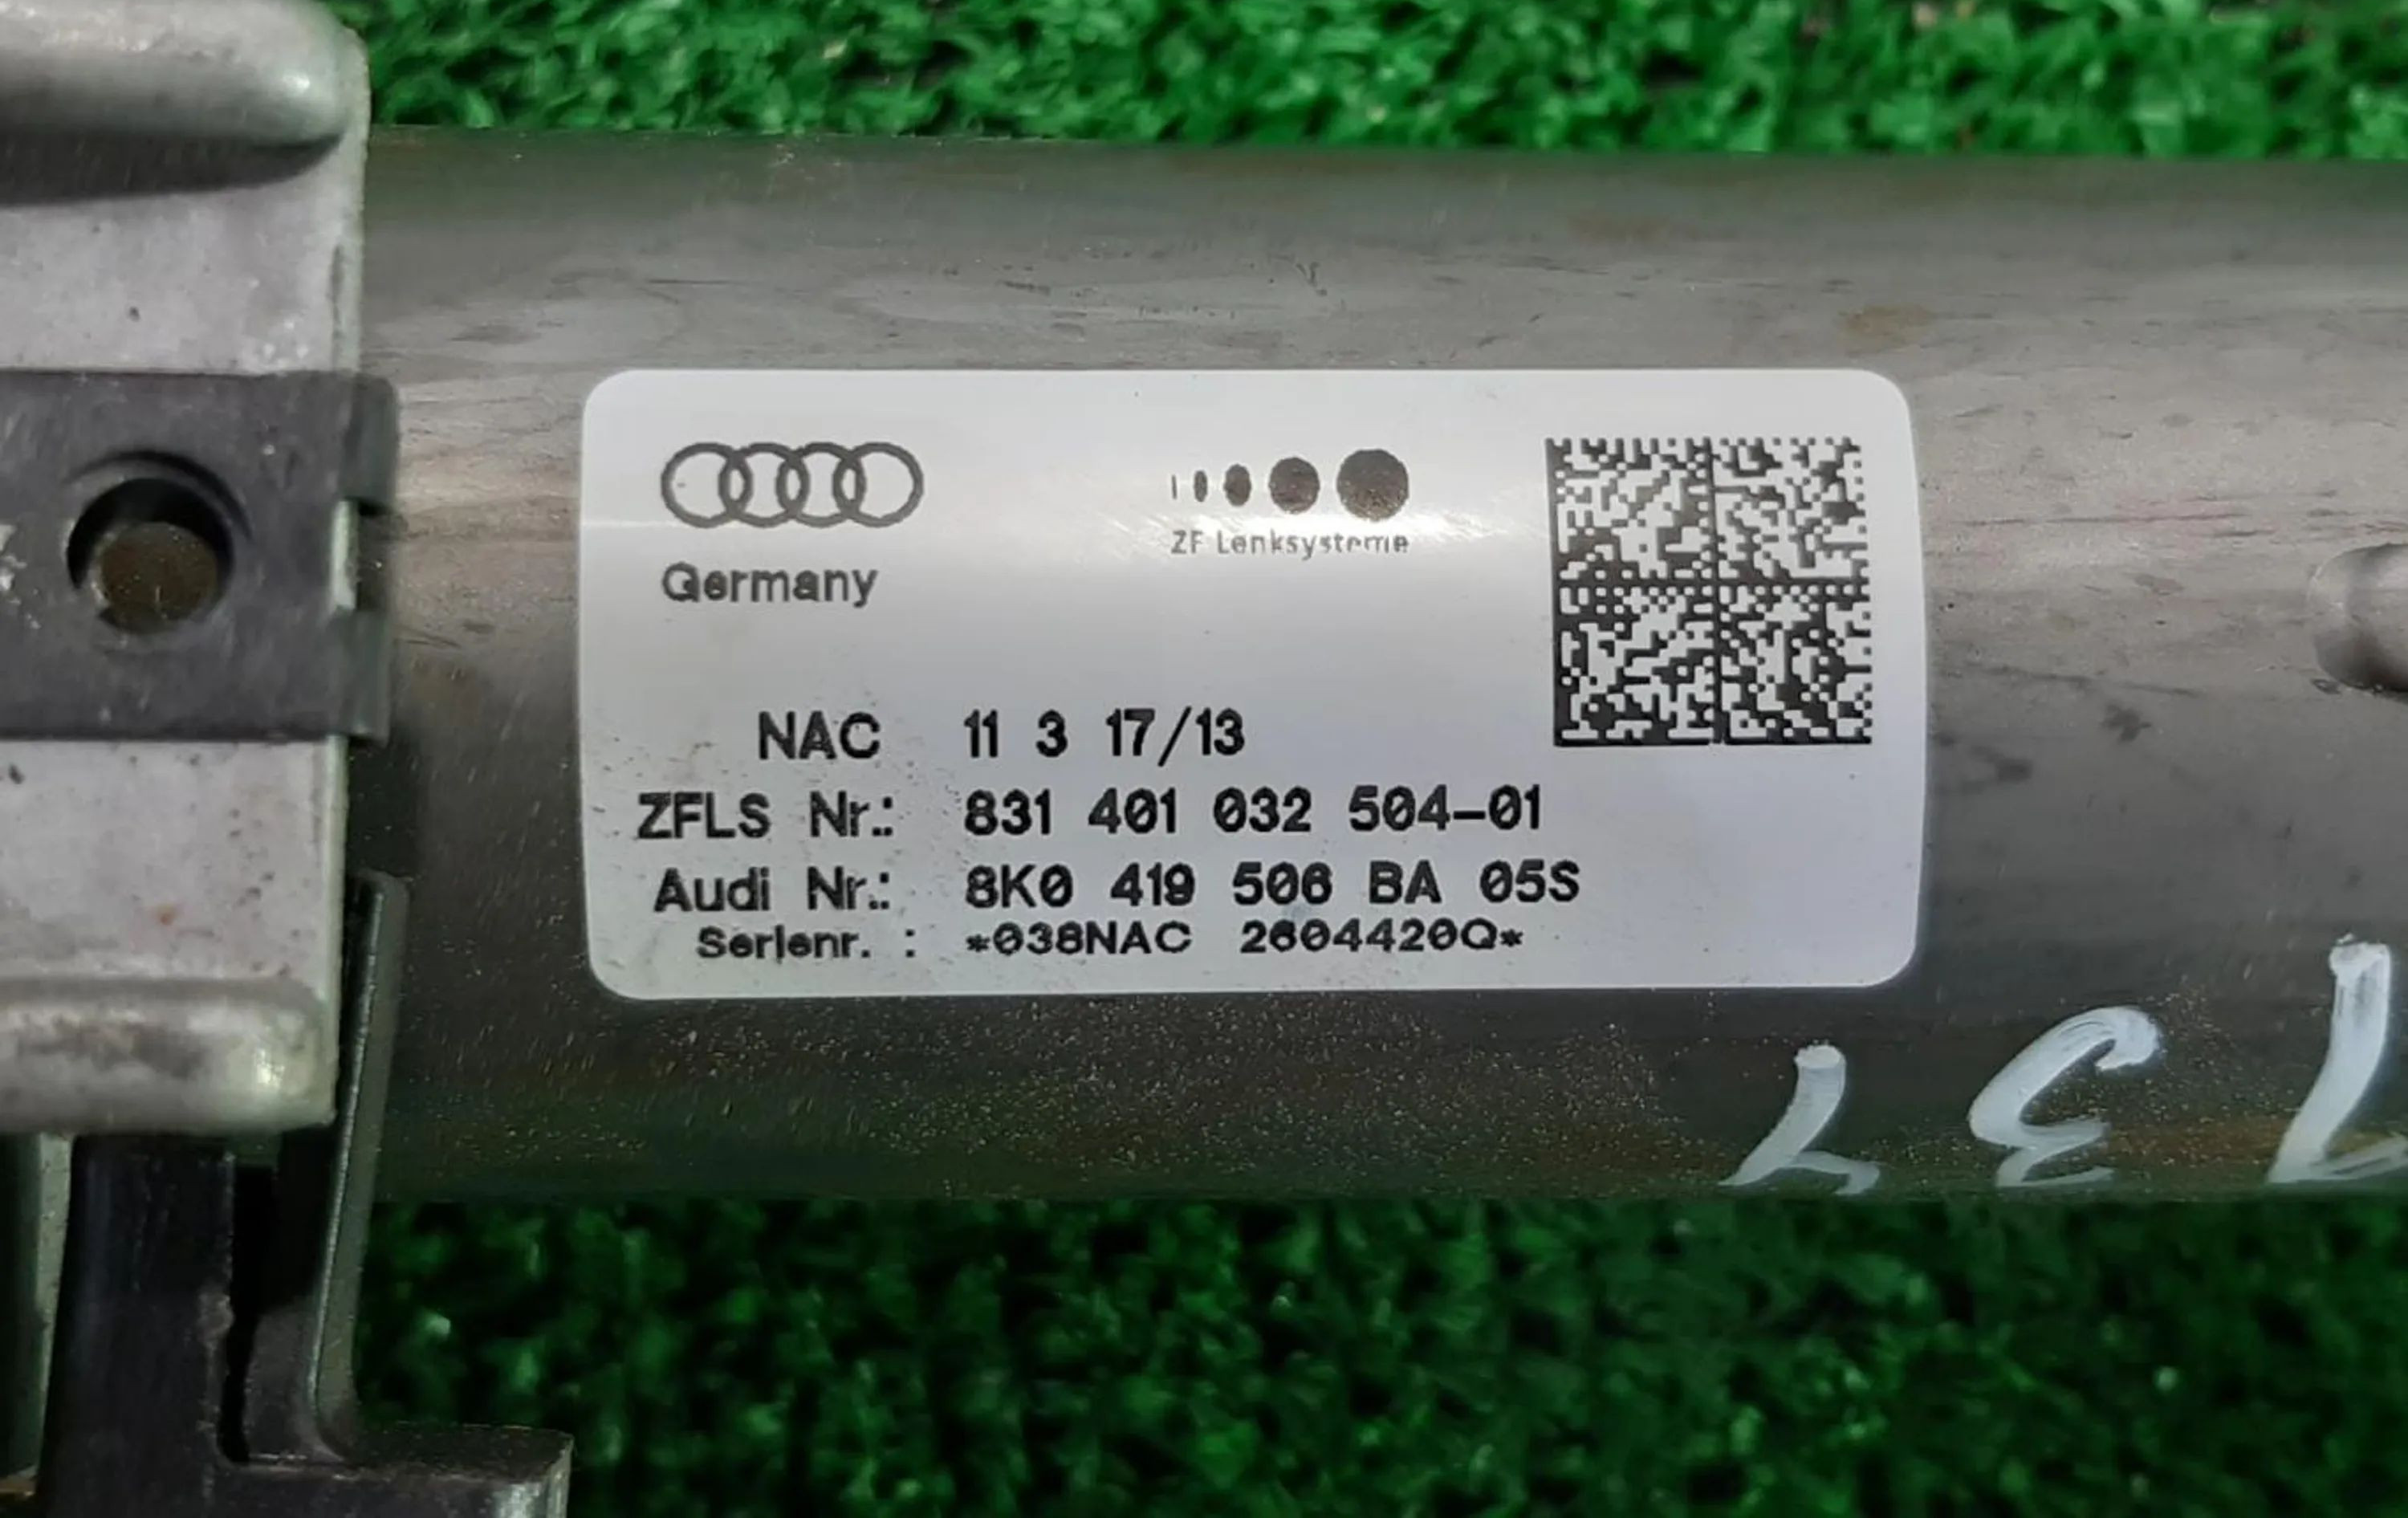 Germany
ZF Lenksysteme
NAC 11 3 17/13
ZFLS Nr.: 831 401 032 504-01
Audi Nr.: 8K0 419 506 BA 05S
Serienr. : *038NAC 2604420Q*